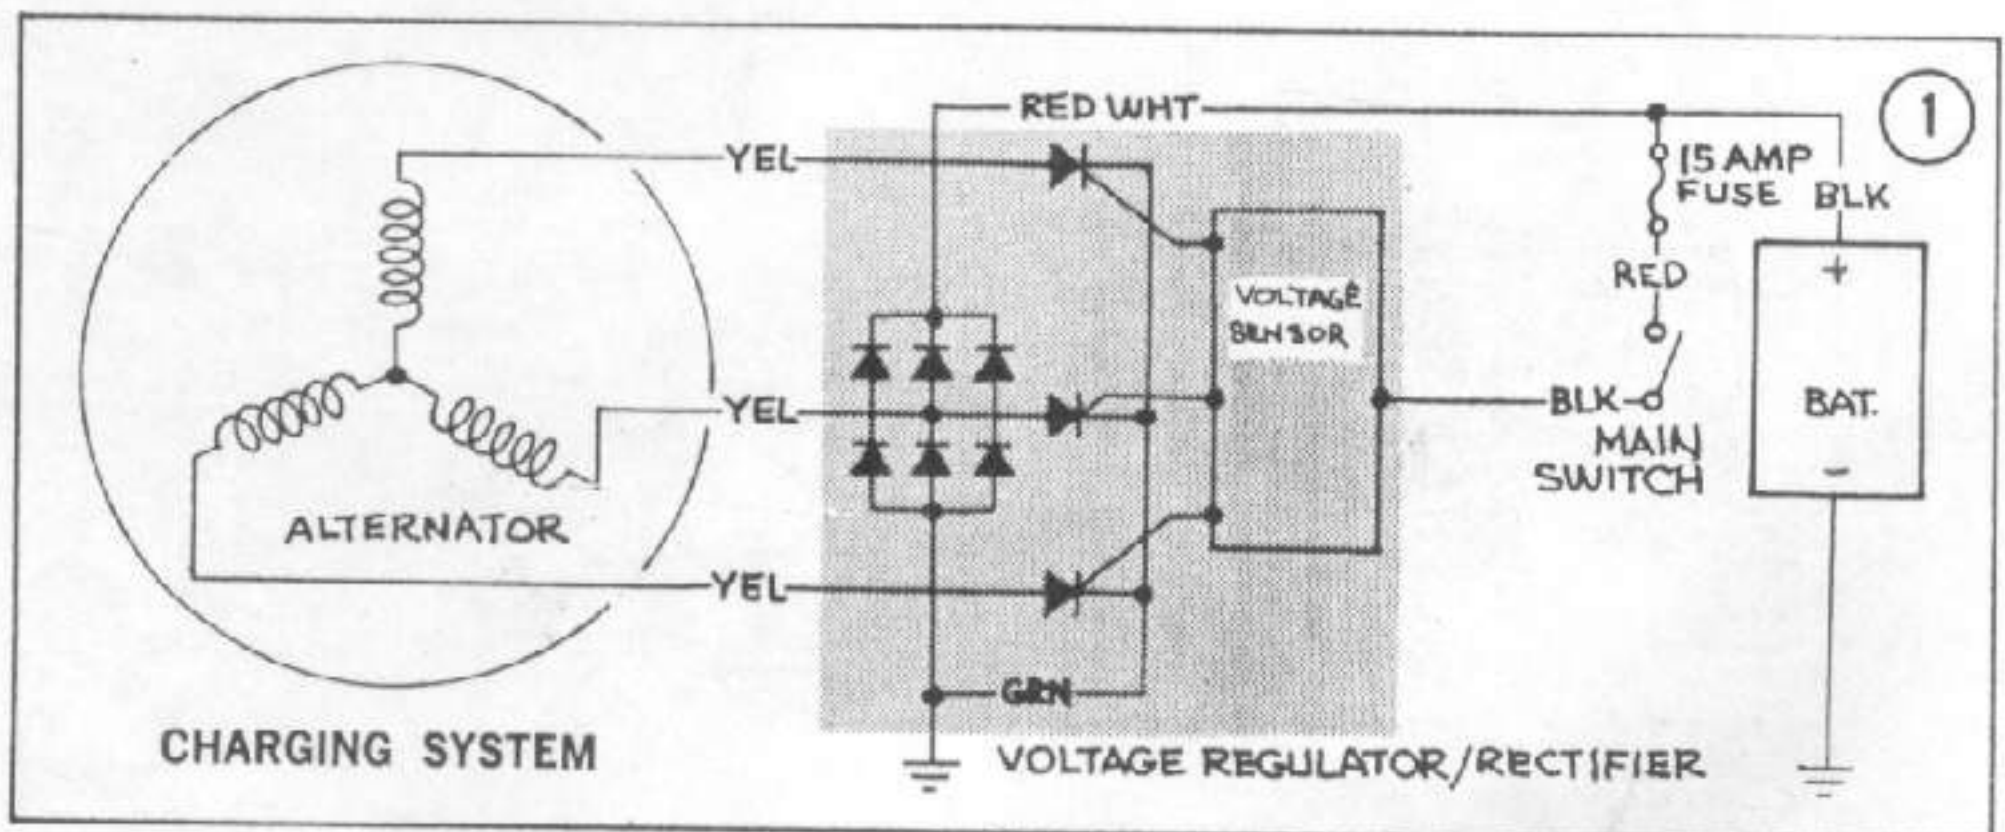 1
RED WHT
YEL
15 AMP
FUSE
BLK
RED
VOLTAGE
SENSOR
+
YEL
BLK
BAT.
MAIN
SWITCH
-
ALTERNATOR
YEL
GRN
CHARGING SYSTEM
VOLTAGE REGULATOR/RECTIFIER